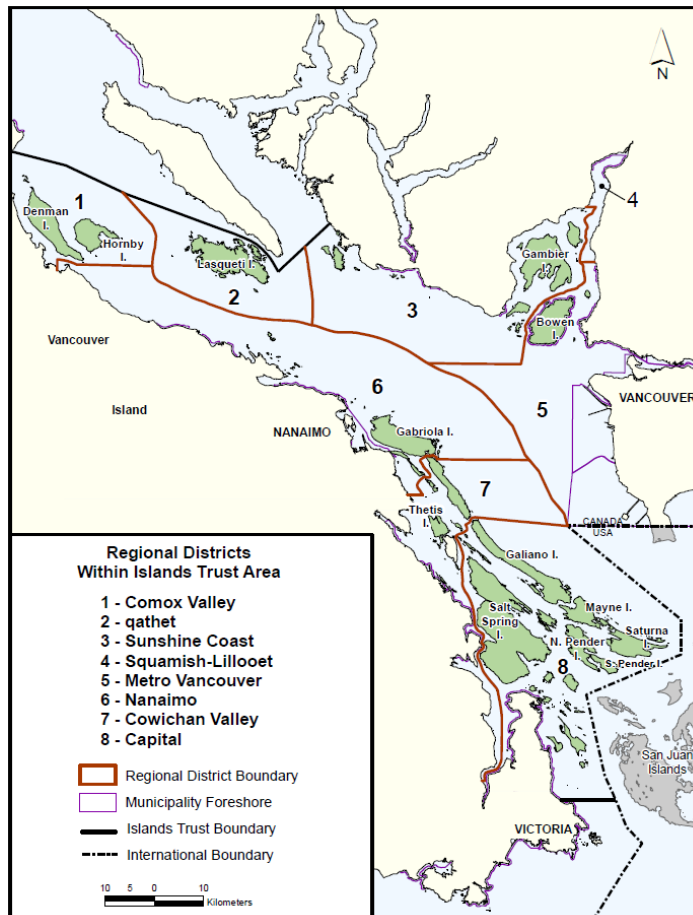 N
4
1
Denman
I.
Hornby
I.
Lasqueti I.
Gambier
I.
2
3
Bowen
I.
Vancouver
6
5
VANCOUVER
Island
NANAIMO
Gabriola I.
7
Thetis
I.
CANADA
USA
Galiano I.
Salt
Spring
I.
Mayne I.
N. Pender
I.
Saturna
I.
S. Pender I.
8
San Juan
Islands
VICTORIA
Regional Districts
Within Islands Trust Area
1 - Comox Valley
2 - qathet
3 - Sunshine Coast
4 - Squamish-Lillooet
5 - Metro Vancouver
6 - Nanaimo
7 - Cowichan Valley
8 - Capital
Regional District Boundary
Municipality Foreshore
Islands Trust Boundary
International Boundary
10 5 0 10
Kilometers